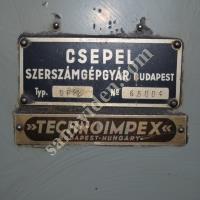 CSEPEL
SZERSZÁMGÉPGYÁR BUDAPEST
Typ. Nº
»TECHNOIMPEX«
BUDAPEST-HUNGARY